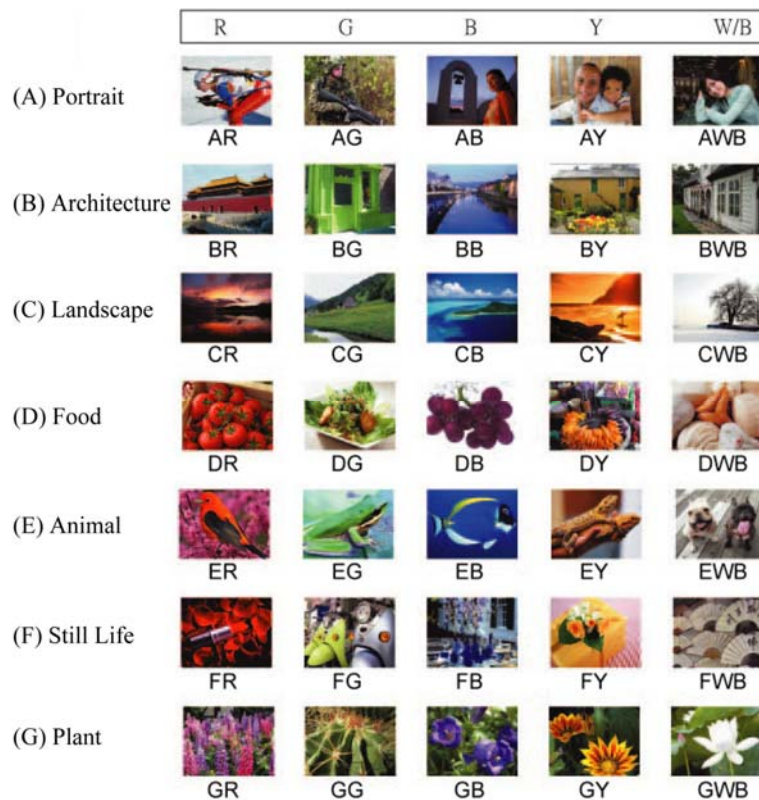 R G B Y W/B
(A) Portrait
AR AG AB AY AWB
(B) Architecture
BR BG BB BY BWB
(C) Landscape
CR CG CB CY CWB
(D) Food
DR DG DB DY DWB
(E) Animal
ER EG EB EY EWB
(F) Still Life
FR FG FB FY FWB
(G) Plant
GR GG GB GY GWB